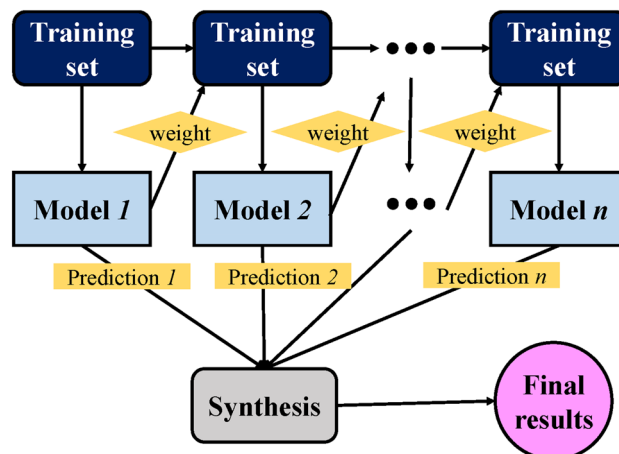 Training
set
Training
set
Training
set
weight
weight
weight
Model 1
Model 2
Model n
Prediction 1
Prediction 2
Prediction n
Synthesis
Final
results